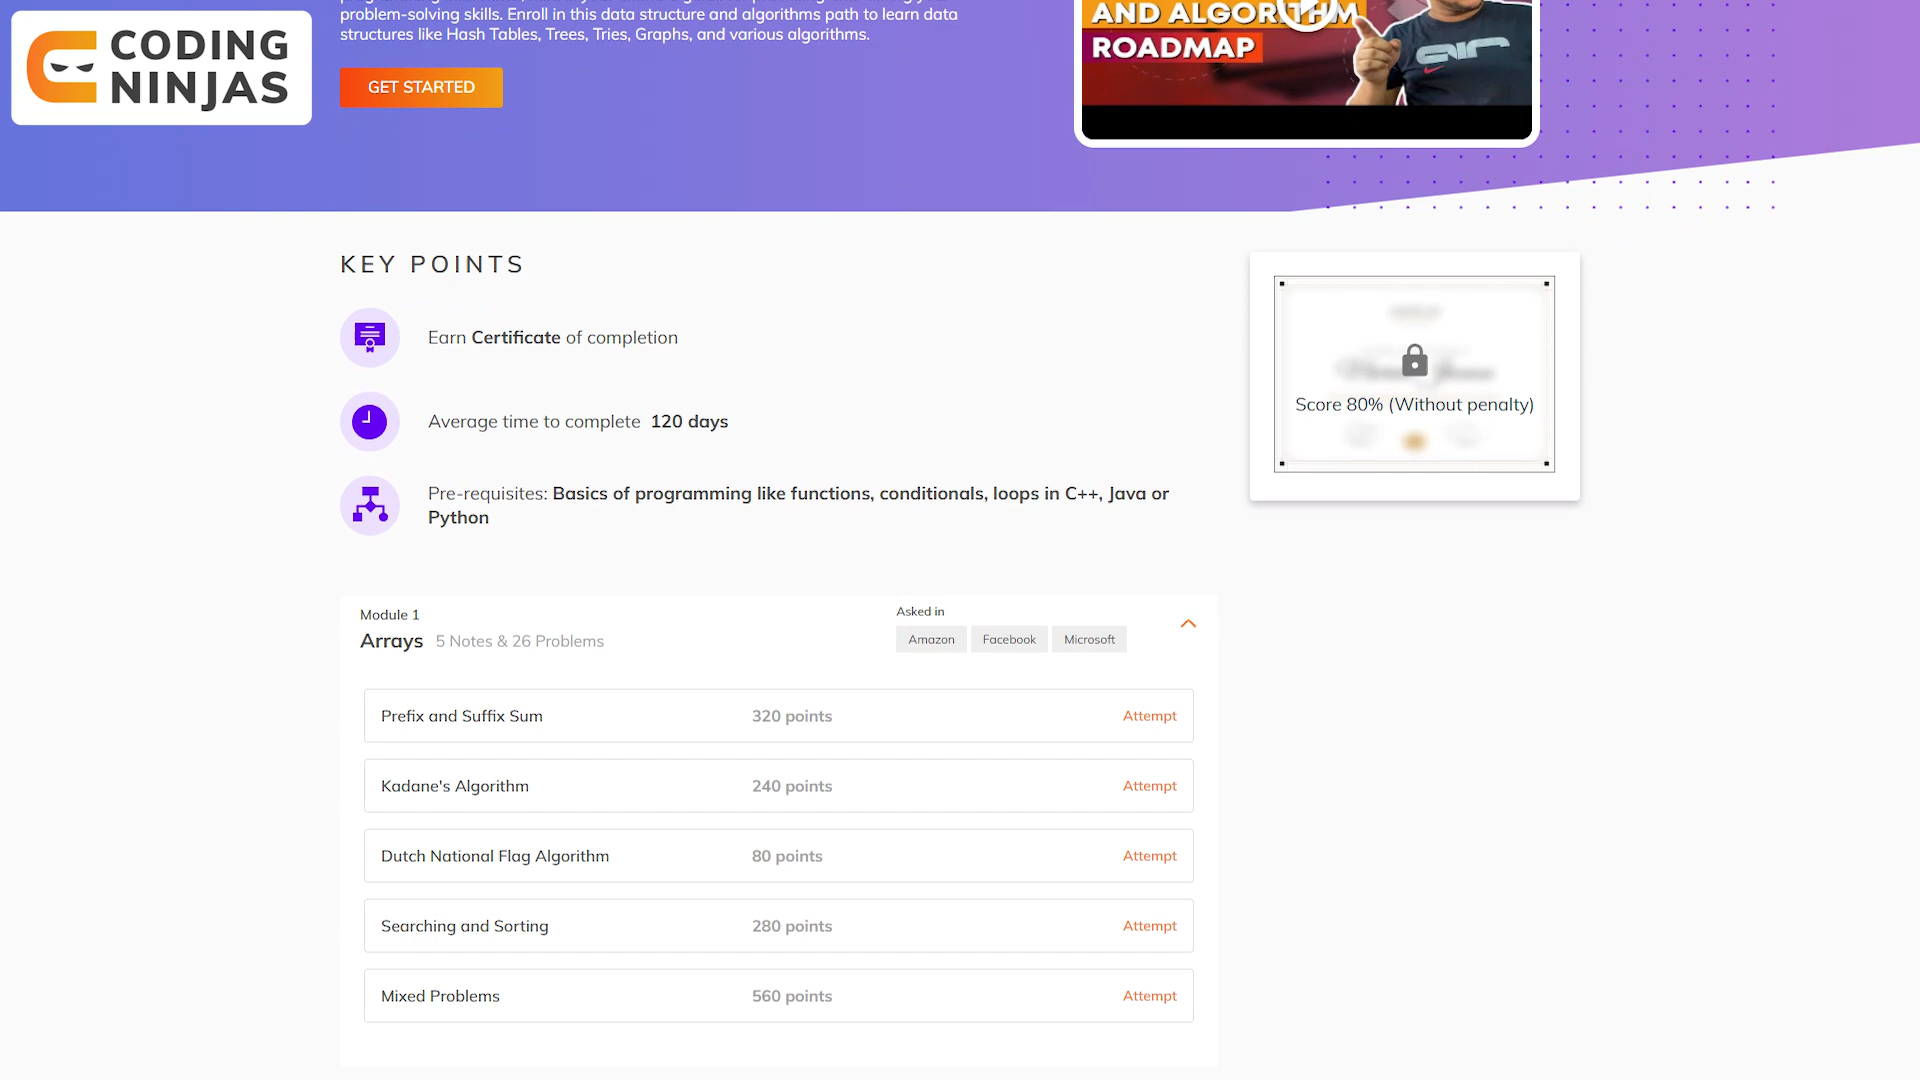 CODING
NINJAS
problem-solving skills. Enroll in this data structure and algorithms path to learn data
structures like Hash Tables, Trees, Tries, Graphs, and various algorithms.
GET STARTED
AND ALGORITHM
ROADMAP
KEY POINTS
Earn Certificate of completion
Average time to complete 120 days
Pre-requisites: Basics of programming like functions, conditionals, loops in C++, Java or
Python
Score 80% (Without penalty)
Module 1
Arrays 5 Notes & 26 Problems
Asked in
Amazon Facebook Microsoft
Prefix and Suffix Sum 320 points Attempt
Kadane's Algorithm 240 points Attempt
Dutch National Flag Algorithm 80 points Attempt
Searching and Sorting 280 points Attempt
Mixed Problems 560 points Attempt